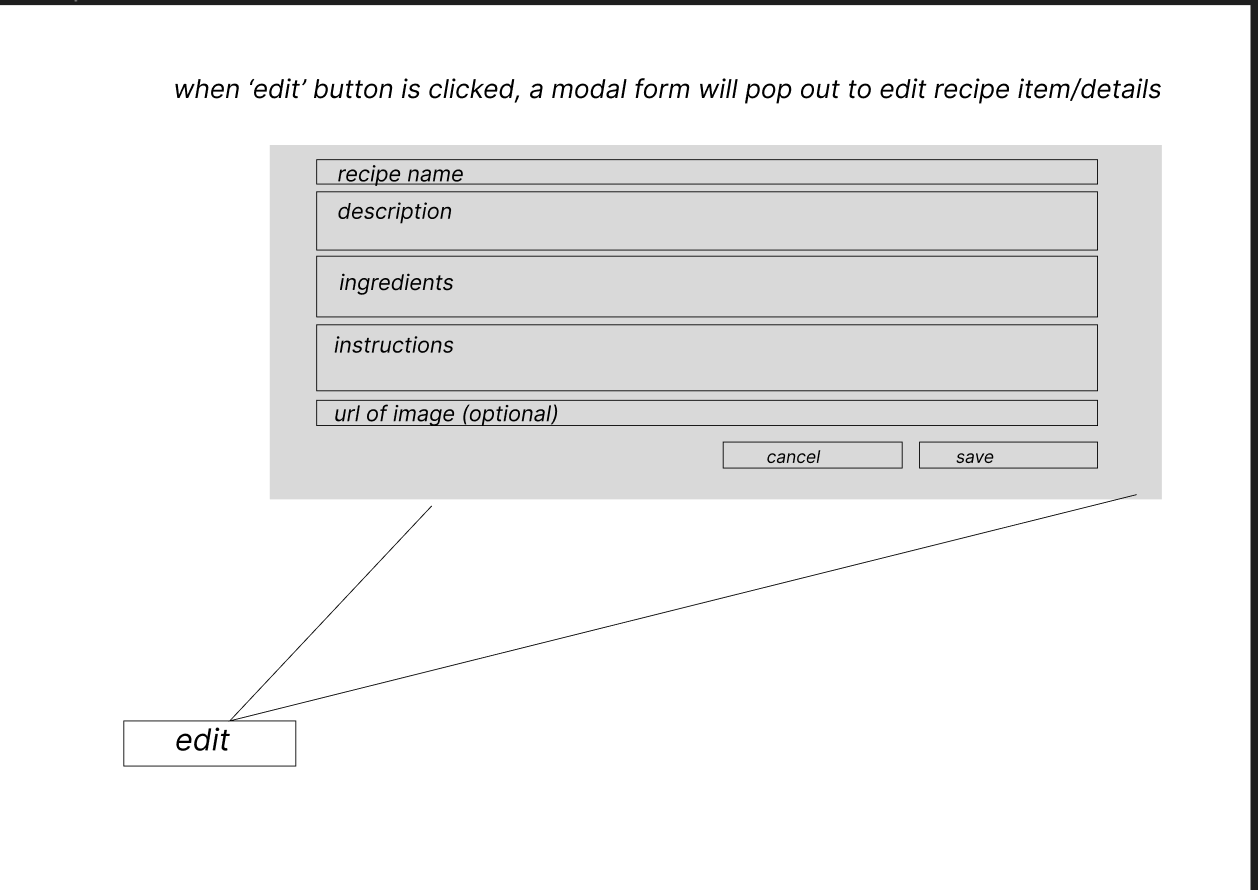 when ‘edit’ button is clicked, a modal form will pop out to edit recipe item/details
recipe name
description
ingredients
instructions
url of image (optional)
cancel save
edit